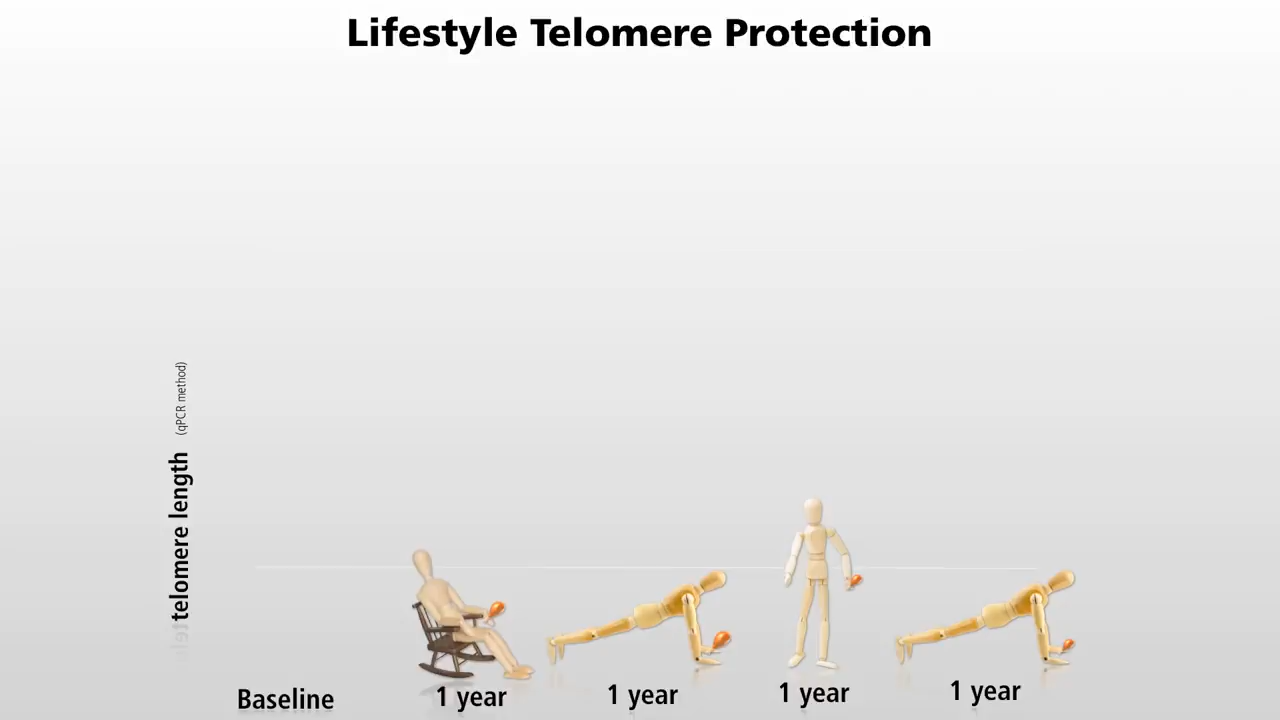 Lifestyle Telomere Protection
telomere length (qPCR method)
Baseline
1 year
1 year
1 year
1 year